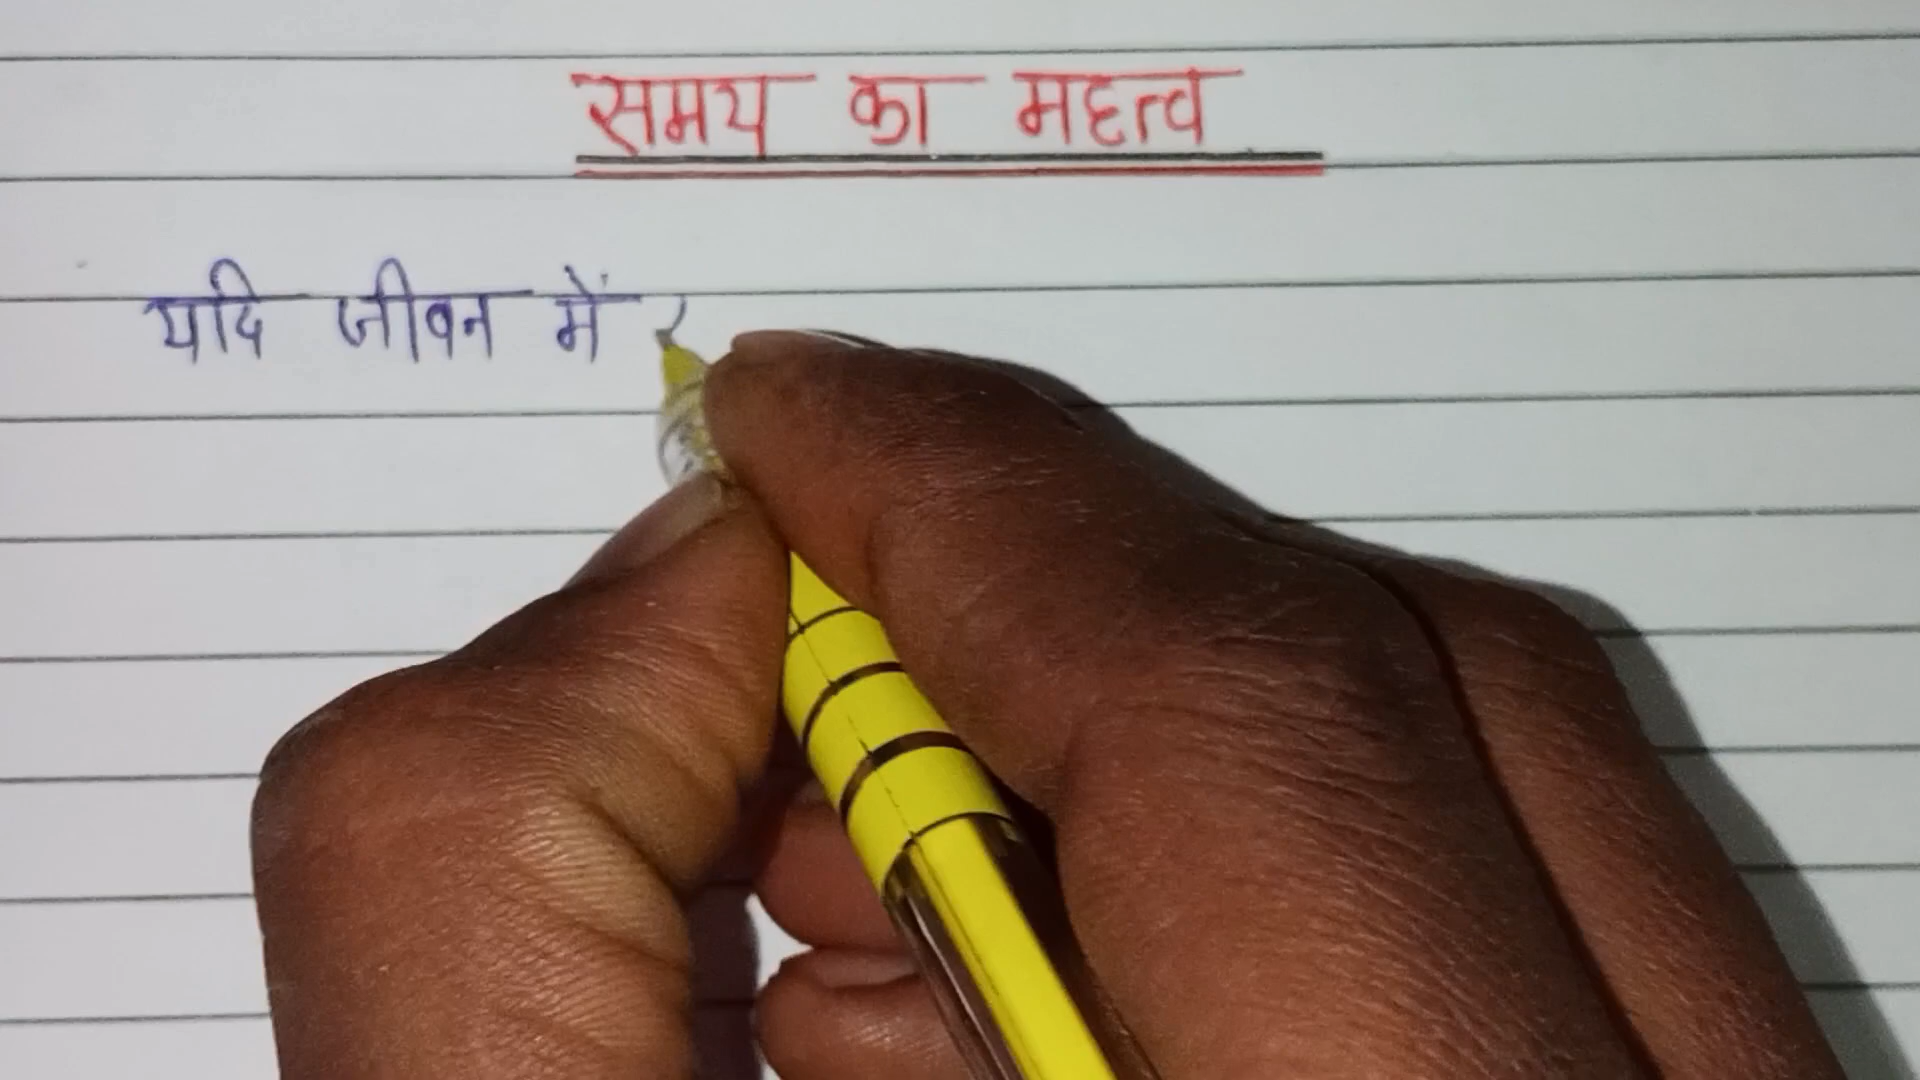 समय का महत्व
यदि जीवन में